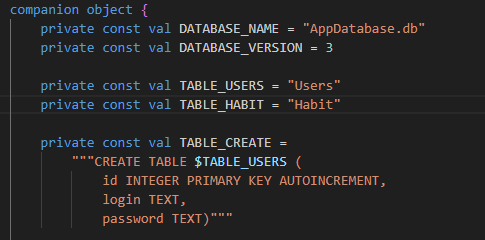 companion object {
private const val DATABASE_NAME = "AppDatabase.db"
private const val DATABASE_VERSION = 3
private const val TABLE_USERS = "Users"
private const val TABLE_HABIT = "Habit"
private const val TABLE_CREATE =
"""CREATE TABLE $TABLE_USERS (
id INTEGER PRIMARY KEY AUTOINCREMENT,
login TEXT,
password TEXT)"""